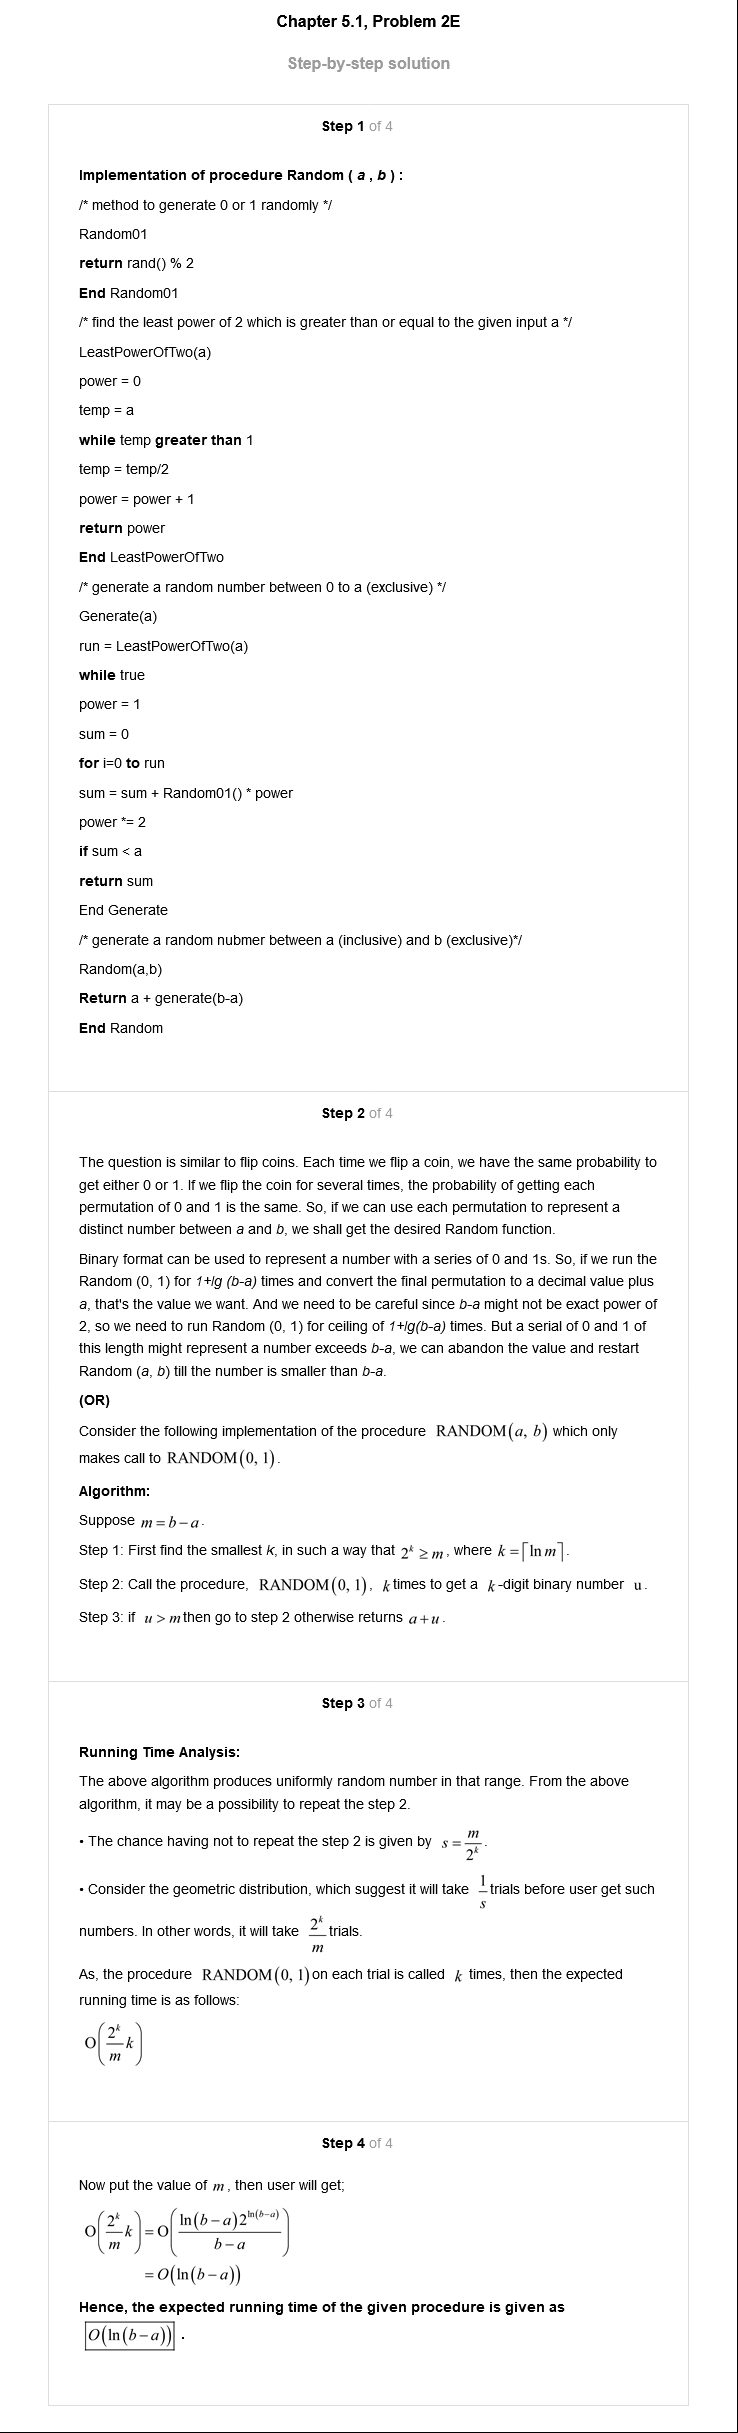 Chapter 5.1, Problem 2E
Step-by-step solution
Step 1 of 4
Implementation of procedure Random ( a , b ) :
/* method to generate 0 or 1 randomly */
Random01
return rand() % 2
End Random01
/* find the least power of 2 which is greater than or equal to the given input a */
LeastPowerOfTwo(a)
power = 0
temp = a
while temp greater than 1
temp = temp/2
power = power + 1
return power
End LeastPowerOfTwo
/* generate a random number between 0 to a (exclusive) */
Generate(a)
run = LeastPowerOfTwo(a)
while true
power = 1
sum = 0
for i=0 to run
sum = sum + Random01() * power
power *= 2
if sum < a
return sum
End Generate
/* generate a random nubmer between a (inclusive) and b (exclusive)*/
Random(a,b)
Return a + generate(b-a)
End Random
Step 2 of 4
The question is similar to flip coins. Each time we flip a coin, we have the same probability to
get either 0 or 1. If we flip the coin for several times, the probability of getting each
permutation of 0 and 1 is the same. So, if we can use each permutation to represent a
distinct number between a and b, we shall get the desired Random function.
Binary format can be used to represent a number with a series of 0 and 1s. So, if we run the
Random (0, 1) for 1+lg (b-a) times and convert the final permutation to a decimal value plus
a, that's the value we want. And we need to be careful since b-a might not be exact power of
2, so we need to run Random (0, 1) for ceiling of 1+lg(b-a) times. But a serial of 0 and 1 of
this length might represent a number exceeds b-a, we can abandon the value and restart
Random (a, b) till the number is smaller than b-a.
(OR)
Consider the following implementation of the procedure RANDOM(a, b) which only
makes call to RANDOM(0, 1).
Algorithm:
Suppose m = b − a.
Step 1: First find the smallest k, in such a way that 2^k ≥ m, where k = ⌈ln m⌉.
Step 2: Call the procedure, RANDOM(0, 1), k times to get a k-digit binary number u.
Step 3: if u > m then go to step 2 otherwise returns a + u.
Step 3 of 4
Running Time Analysis:
The above algorithm produces uniformly random number in that range. From the above
algorithm, it may be a possibility to repeat the step 2.
• The chance having not to repeat the step 2 is given by s = m/2^k.
• Consider the geometric distribution, which suggest it will take 1/s trials before user get such
numbers. In other words, it will take 2^k/m trials.
As, the procedure RANDOM(0, 1) on each trial is called k times, then the expected
running time is as follows:
O(2^k/m k)
Step 4 of 4
Now put the value of m, then user will get;
O(2^k/m k) = O(ln(b − a)2^ln(b−a)/b − a)
= O(ln(b − a))
Hence, the expected running time of the given procedure is given as
O(ln(b − a)).